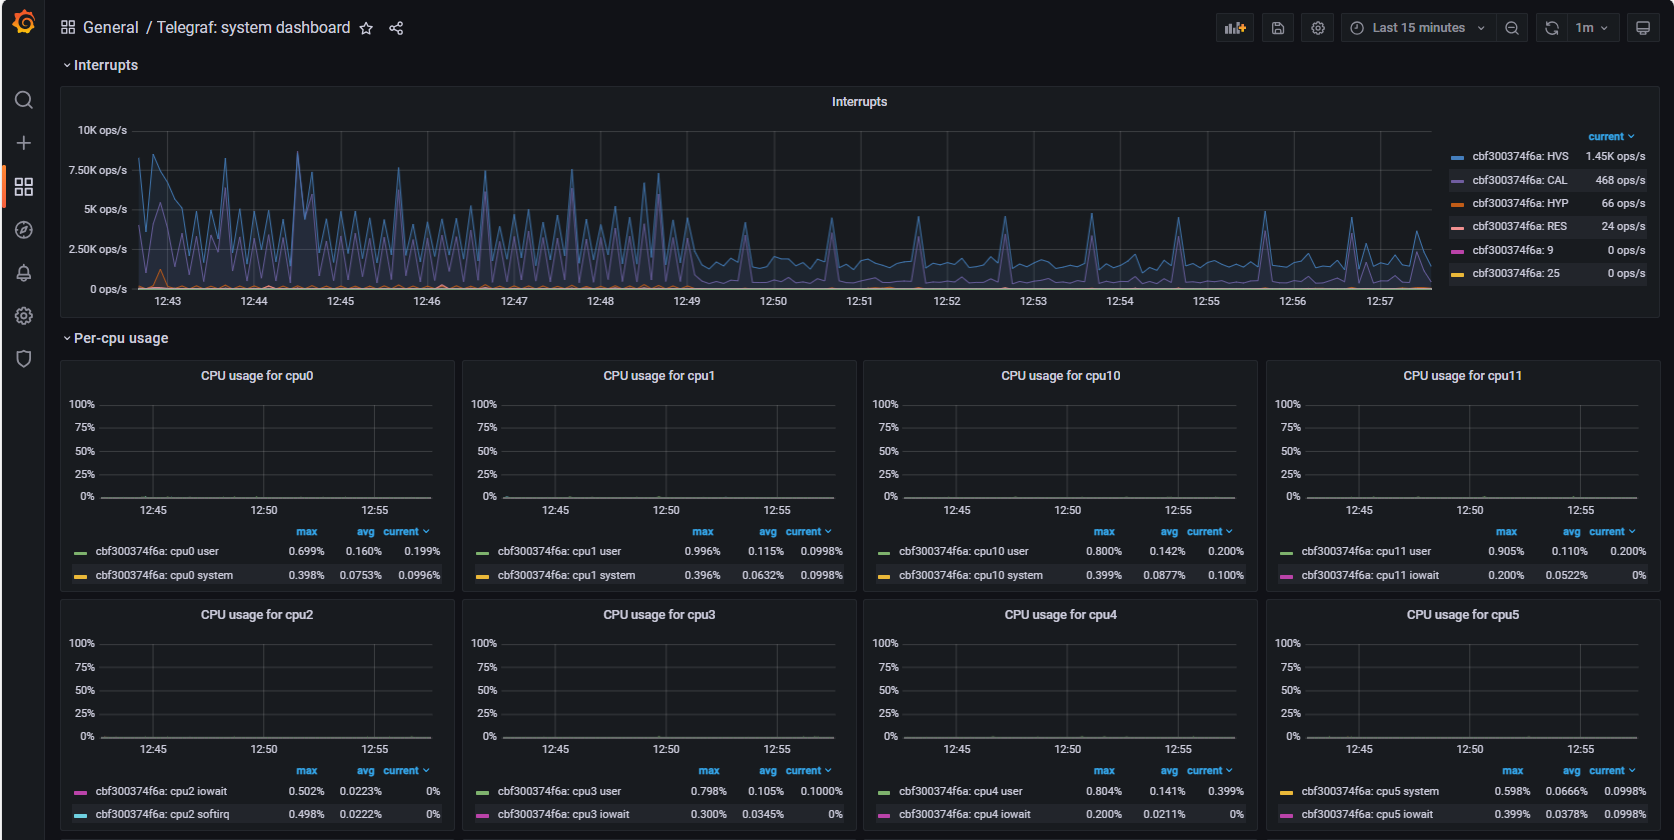 General / Telegraf: system dashboard
Last 15 minutes
1m
Interrupts
Interrupts
10K ops/s
7.50K ops/s
5K ops/s
2.50K ops/s
0 ops/s
12:43 12:44 12:45 12:46 12:47 12:48 12:49 12:50 12:51 12:52 12:53 12:54 12:55 12:56 12:57
current
cbf300374f6a: HVS 1.45K ops/s
cbf300374f6a: CAL 468 ops/s
cbf300374f6a: HYP 66 ops/s
cbf300374f6a: RES 24 ops/s
cbf300374f6a: 9 0 ops/s
cbf300374f6a: 25 0 ops/s
Per-cpu usage
CPU usage for cpu0
100%
75%
50%
25%
0%
12:45 12:50 12:55
max avg current
cbf300374f6a: cpu0 user 0.699% 0.160% 0.199%
cbf300374f6a: cpu0 system 0.398% 0.0753% 0.0996%
CPU usage for cpu1
100%
75%
50%
25%
0%
12:45 12:50 12:55
max avg current
cbf300374f6a: cpu1 user 0.996% 0.115% 0.0998%
cbf300374f6a: cpu1 system 0.396% 0.0632% 0.0998%
CPU usage for cpu10
100%
75%
50%
25%
0%
12:45 12:50 12:55
max avg current
cbf300374f6a: cpu10 user 0.800% 0.142% 0.200%
cbf300374f6a: cpu10 system 0.399% 0.0877% 0.100%
CPU usage for cpu11
100%
75%
50%
25%
0%
12:45 12:50 12:55
max avg current
cbf300374f6a: cpu11 user 0.905% 0.110% 0.200%
cbf300374f6a: cpu11 iowait 0.200% 0.0522% 0%
CPU usage for cpu2
100%
75%
50%
25%
0%
12:45 12:50 12:55
max avg current
cbf300374f6a: cpu2 iowait 0.502% 0.0223% 0%
cbf300374f6a: cpu2 softirq 0.498% 0.0222% 0%
CPU usage for cpu3
100%
75%
50%
25%
0%
12:45 12:50 12:55
max avg current
cbf300374f6a: cpu3 user 0.798% 0.105% 0.1000%
cbf300374f6a: cpu3 iowait 0.300% 0.0345% 0%
CPU usage for cpu4
100%
75%
50%
25%
0%
12:45 12:50 12:55
max avg current
cbf300374f6a: cpu4 user 0.804% 0.141% 0.399%
cbf300374f6a: cpu4 iowait 0.200% 0.0211% 0%
CPU usage for cpu5
100%
75%
50%
25%
0%
12:45 12:50 12:55
max avg current
cbf300374f6a: cpu5 system 0.598% 0.0666% 0.0998%
cbf300374f6a: cpu5 iowait 0.399% 0.0378% 0.0998%